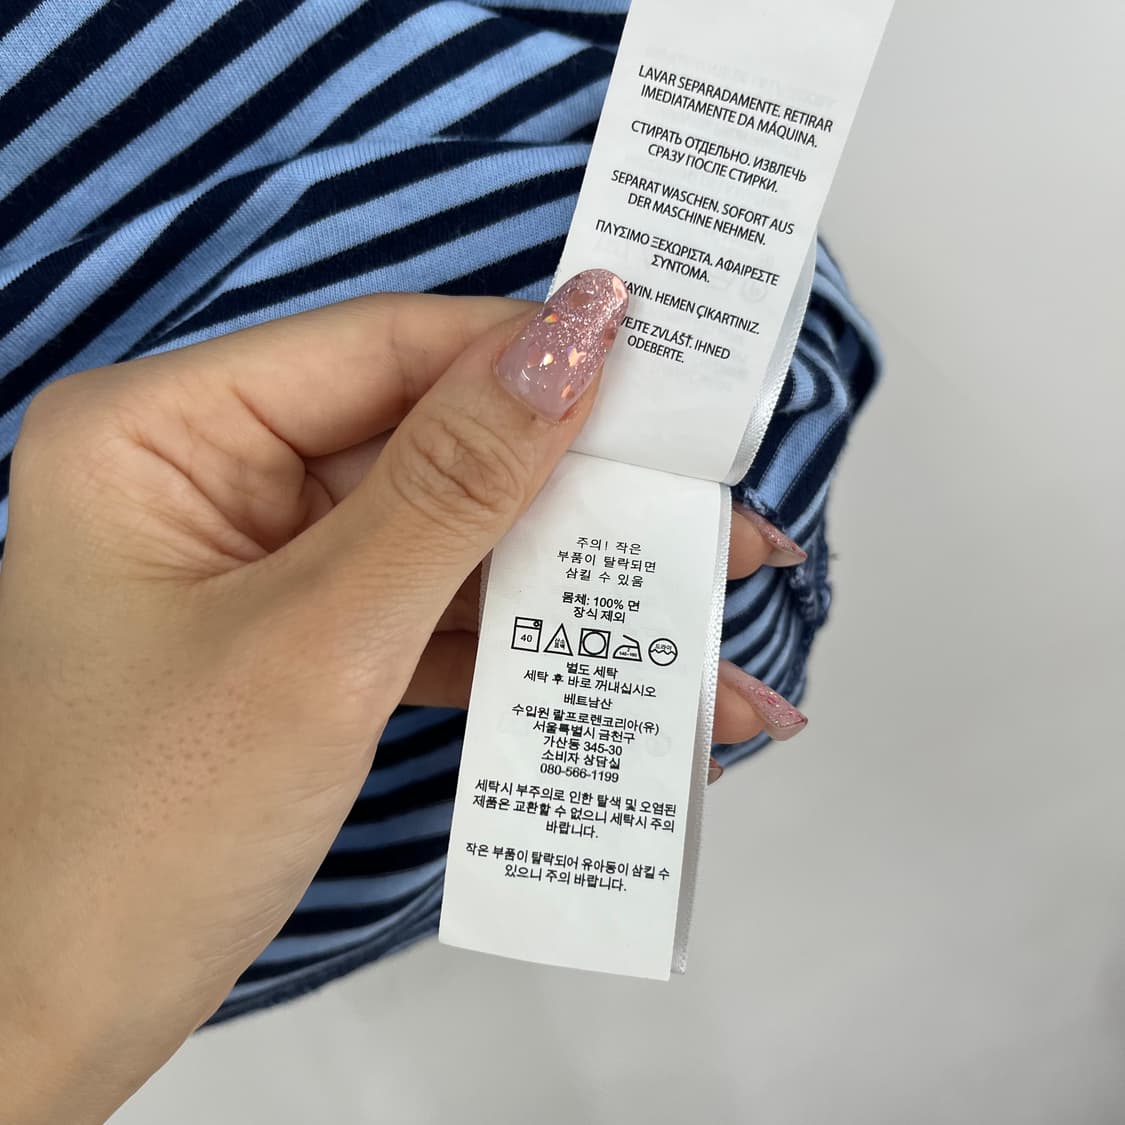 LAVAR SEPARADAMENTE. RETIRAR
IMEDIATAMENTE DA MÁQUINA.
СТИРАТЬ ОТДЕЛЬНО. ИЗВЛЕЧЬ
СРАЗУ ПОСЛЕ СТИРКИ.
SEPARAT WASCHEN. SOFORT AUS
DER MASCHINE NEHMEN.
ΠΛΥΣΙΜΟ ΞΕΧΩΡΙΣΤΑ. ΑΦΑΙΡΕΣΤΕ
ΣΥΝΤΟΜΑ.
HEMEN ÇIKARTINIZ.
ZVLÁŠŤ. IHNED
ODEBERTE.
주의! 작은
부품이 탈락되면
삼킬 수 있음
몸체: 100% 면
장식 제외
40
드라이
별도 세탁
세탁 후 바로 꺼내십시오
베트남산
수입원 랄프로렌코리아(유)
서울특별시 금천구
가산동 345-30
소비자 상담실
080-566-1199
세탁시 부주의로 인한 탈색 및 오염된
제품은 교환할 수 없으니 세탁시 주의
바랍니다.
작은 부품이 탈락되어 유아동이 삼킬 수
있으니 주의 바랍니다.